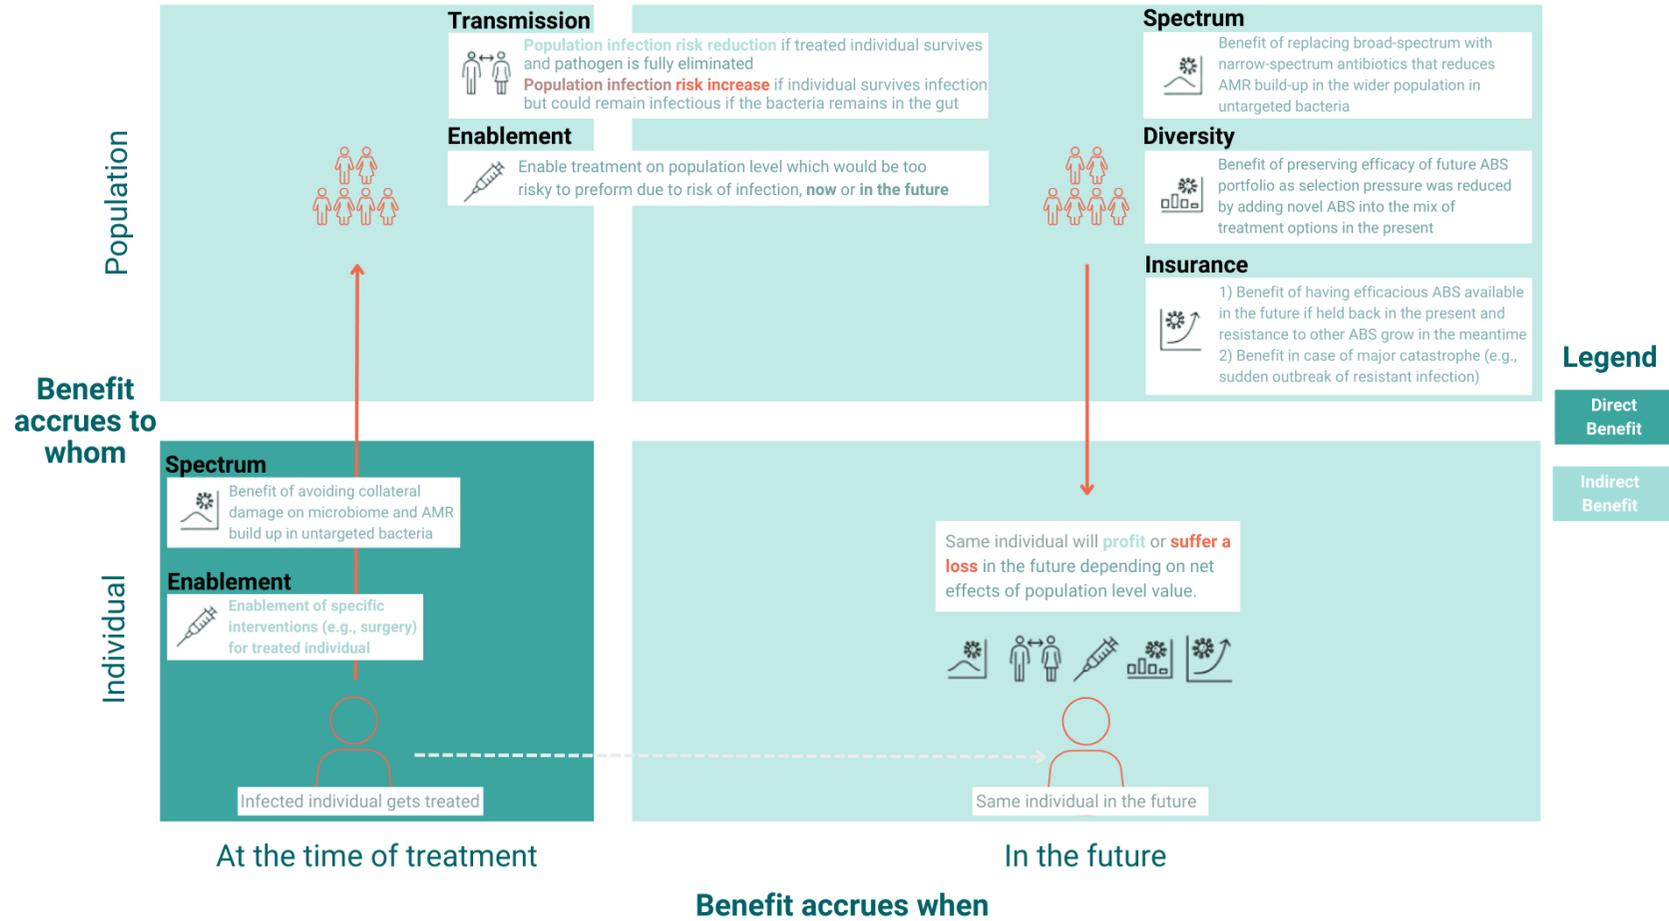 Transmission
Population infection risk reduction if treated individual survives
and pathogen is fully eliminated
Population infection risk increase if individual survives infection
but could remain infectious if the bacteria remains in the gut
Enablement
Enable treatment on population level which would be too
risky to preform due to risk of infection, now or in the future
Spectrum
Benefit of replacing broad-spectrum with
narrow-spectrum antibiotics that reduces
AMR build-up in the wider population in
untargeted bacteria
Diversity
Benefit of preserving efficacy of future ABS
portfolio as selection pressure was reduced
by adding novel ABS into the mix of
treatment options in the present
Insurance
1) Benefit of having efficacious ABS available
in the future if held back in the present and
resistance to other ABS grow in the meantime
2) Benefit in case of major catastrophe (e.g.,
sudden outbreak of resistant infection)
Population
Benefit
accrues to
whom
Individual
Spectrum
Benefit of avoiding collateral
damage on microbiome and AMR
build up in untargeted bacteria
Enablement
Enablement of specific
interventions (e.g., surgery)
for treated individual
Infected individual gets treated
Same individual will profit or suffer a
loss in the future depending on net
effects of population level value.
Same individual in the future
Legend
Direct
Benefit
Indirect
Benefit
At the time of treatment
In the future
Benefit accrues when